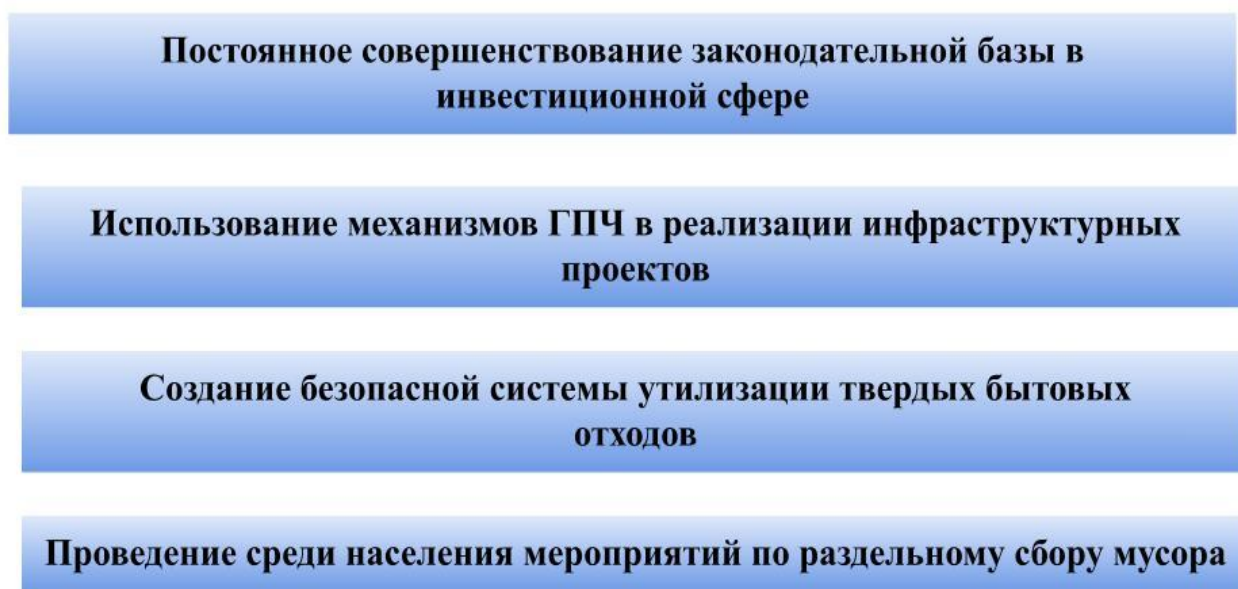 Постоянное совершенствование законодательной базы в
инвестиционной сфере
Использование механизмов ГПЧ в реализации инфраструктурных
проектов
Создание безопасной системы утилизации твердых бытовых
отходов
Проведение среди населения мероприятий по раздельному сбору мусора